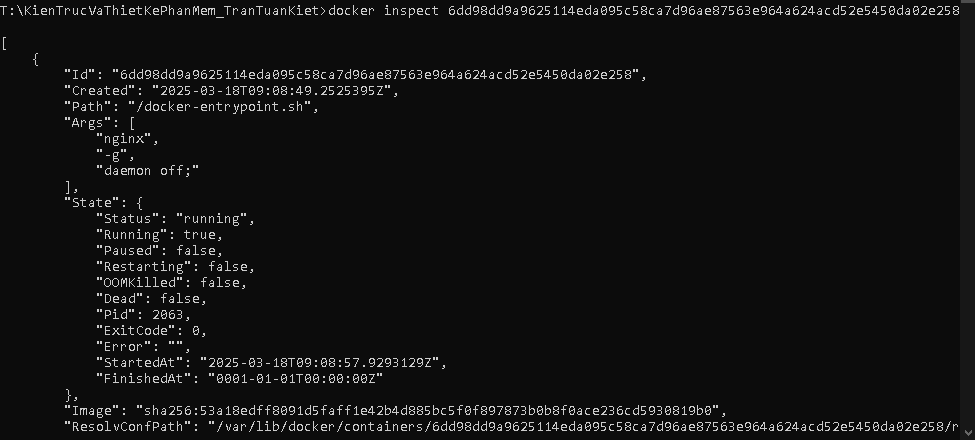 T:\KienTrucVaThietKePhanMem_TranTuanKiet>docker inspect 6dd98dd9a9625114eda095c58ca7d96ae87563e964a624acd52e5450da02e258
[
    {
        "Id": "6dd98dd9a9625114eda095c58ca7d96ae87563e964a624acd52e5450da02e258",
        "Created": "2025-03-18T09:08:49.2525395Z",
        "Path": "/docker-entrypoint.sh",
        "Args": [
            "nginx",
            "-g",
            "daemon off;"
        ],
        "State": {
            "Status": "running",
            "Running": true,
            "Paused": false,
            "Restarting": false,
            "OOMKilled": false,
            "Dead": false,
            "Pid": 2063,
            "ExitCode": 0,
            "Error": "",
            "StartedAt": "2025-03-18T09:08:57.9293129Z",
            "FinishedAt": "0001-01-01T00:00:00Z"
        },
        "Image": "sha256:53a18edff8091d5faff1e42b4d885bc5f0f897873b0b8f0ace236cd5930819b0",
        "ResolvConfPath": "/var/lib/docker/containers/6dd98dd9a9625114eda095c58ca7d96ae87563e964a624acd52e5450da02e258/r